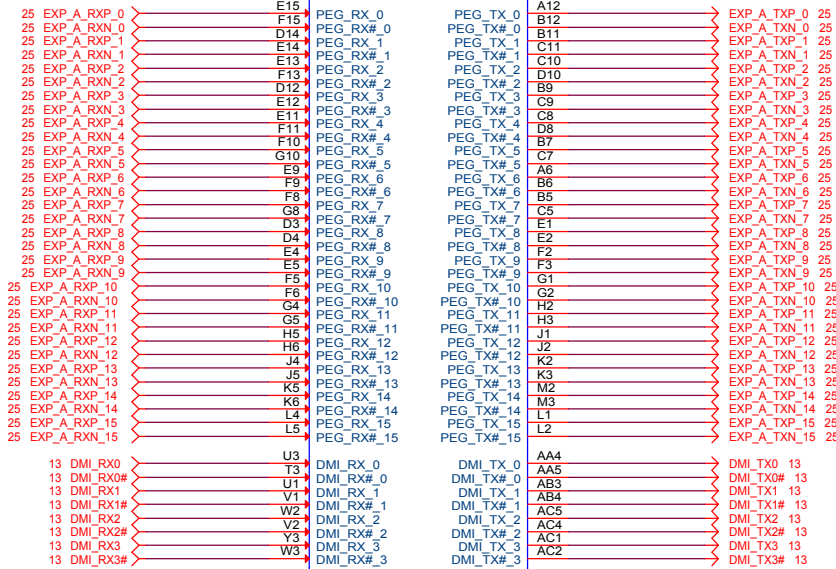 25 EXP_A_RXP_0 E15 PEG_RX_0 PEG_TX_0 A12 EXP_A_TXP_0 25
25 EXP_A_RXN_0 F15 PEG_RX#_0 PEG_TX#_0 B12 EXP_A_TXN_0 25
25 EXP_A_RXP_1 D14 PEG_RX_1 PEG_TX_1 B11 EXP_A_TXP_1 25
25 EXP_A_RXN_1 E14 PEG_RX#_1 PEG_TX#_1 C11 EXP_A_TXN_1 25
25 EXP_A_RXP_2 E13 PEG_RX_2 PEG_TX_2 C10 EXP_A_TXP_2 25
25 EXP_A_RXN_2 F13 PEG_RX#_2 PEG_TX#_2 D10 EXP_A_TXN_2 25
25 EXP_A_RXP_3 D12 PEG_RX_3 PEG_TX_3 B9 EXP_A_TXP_3 25
25 EXP_A_RXN_3 E12 PEG_RX#_3 PEG_TX#_3 C9 EXP_A_TXN_3 25
25 EXP_A_RXP_4 E11 PEG_RX_4 PEG_TX_4 C8 EXP_A_TXP_4 25
25 EXP_A_RXN_4 F11 PEG_RX#_4 PEG_TX#_4 D8 EXP_A_TXN_4 25
25 EXP_A_RXP_5 F10 PEG_RX_5 PEG_TX_5 B7 EXP_A_TXP_5 25
25 EXP_A_RXN_5 G10 PEG_RX#_5 PEG_TX#_5 C7 EXP_A_TXN_5 25
25 EXP_A_RXP_6 E9 PEG_RX_6 PEG_TX_6 A6 EXP_A_TXP_6 25
25 EXP_A_RXN_6 F9 PEG_RX#_6 PEG_TX#_6 B6 EXP_A_TXN_6 25
25 EXP_A_RXP_7 F8 PEG_RX_7 PEG_TX_7 B5 EXP_A_TXP_7 25
25 EXP_A_RXN_7 G8 PEG_RX#_7 PEG_TX#_7 C5 EXP_A_TXN_7 25
25 EXP_A_RXP_8 D3 PEG_RX_8 PEG_TX_8 E1 EXP_A_TXP_8 25
25 EXP_A_RXN_8 D4 PEG_RX#_8 PEG_TX#_8 E2 EXP_A_TXN_8 25
25 EXP_A_RXP_9 E4 PEG_RX_9 PEG_TX_9 F2 EXP_A_TXP_9 25
25 EXP_A_RXN_9 E5 PEG_RX#_9 PEG_TX#_9 F3 EXP_A_TXN_9 25
25 EXP_A_RXP_10 F5 PEG_RX_10 PEG_TX_10 G1 EXP_A_TXP_10 25
25 EXP_A_RXN_10 F6 PEG_RX#_10 PEG_TX#_10 G2 EXP_A_TXN_10 25
25 EXP_A_RXP_11 G4 PEG_RX_11 PEG_TX_11 H2 EXP_A_TXP_11 25
25 EXP_A_RXN_11 G5 PEG_RX#_11 PEG_TX#_11 H3 EXP_A_TXN_11 25
25 EXP_A_RXP_12 H5 PEG_RX_12 PEG_TX_12 J1 EXP_A_TXP_12 25
25 EXP_A_RXN_12 H6 PEG_RX#_12 PEG_TX#_12 J2 EXP_A_TXN_12 25
25 EXP_A_RXP_13 J4 PEG_RX_13 PEG_TX_13 K2 EXP_A_TXP_13 25
25 EXP_A_RXN_13 J5 PEG_RX#_13 PEG_TX#_13 K3 EXP_A_TXN_13 25
25 EXP_A_RXP_14 K5 PEG_RX_14 PEG_TX_14 M2 EXP_A_TXP_14 25
25 EXP_A_RXN_14 K6 PEG_RX#_14 PEG_TX#_14 M3 EXP_A_TXN_14 25
25 EXP_A_RXP_15 L4 PEG_RX_15 PEG_TX_15 L1 EXP_A_TXP_15 25
25 EXP_A_RXN_15 L5 PEG_RX#_15 PEG_TX#_15 L2 EXP_A_TXN_15 25
13 DMI_RX0 U3 DMI_RX_0 DMI_TX_0 AA4 DMI_TX0 13
13 DMI_RX0# T3 DMI_RX#_0 DMI_TX#_0 AA5 DMI_TX0# 13
13 DMI_RX1 U1 DMI_RX_1 DMI_TX_1 AB3 DMI_TX1 13
13 DMI_RX1# V1 DMI_RX#_1 DMI_TX#_1 AB4 DMI_TX1# 13
13 DMI_RX2 W2 DMI_RX_2 DMI_TX_2 AC5 DMI_TX2 13
13 DMI_RX2# V2 DMI_RX#_2 DMI_TX#_2 AC4 DMI_TX2# 13
13 DMI_RX3 Y3 DMI_RX_3 DMI_TX_3 AC1 DMI_TX3 13
13 DMI_RX3# W3 DMI_RX#_3 DMI_TX#_3 AC2 DMI_TX3# 13